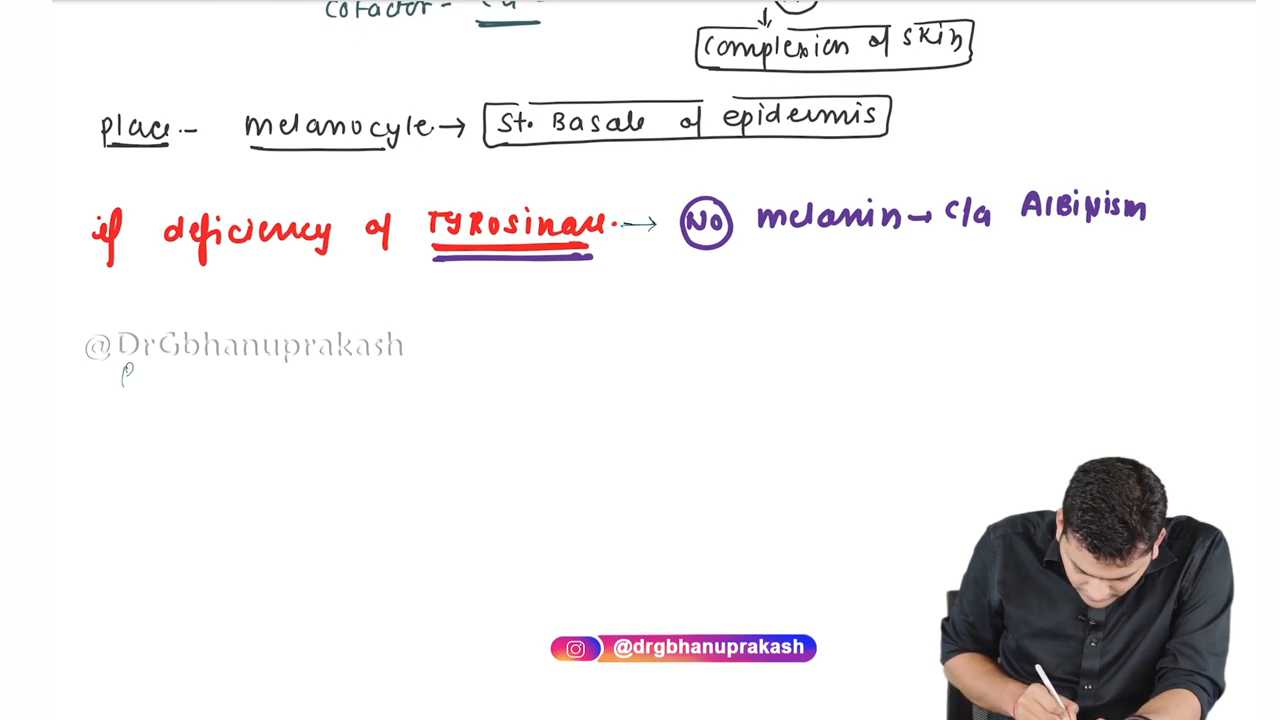 cofactor- Cu
complexion of skin
place:- melanocyte → St. Basale of epidermis
if deficiency of TYROSinase. → NO melanin → c/a AlBiNism
@DrGbhanuprakash
@drgbhanuprakash